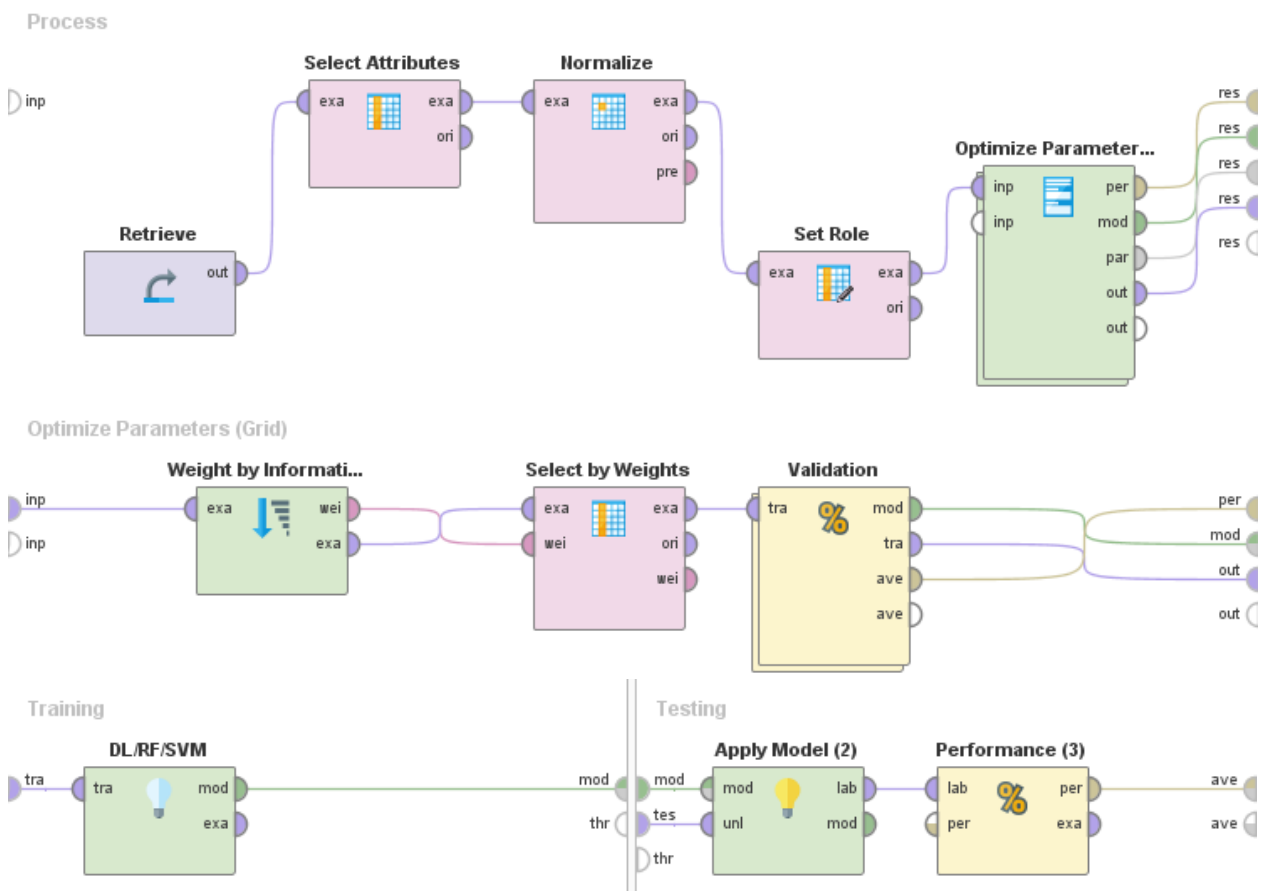 Process
Select Attributes
Normalize
inp
exa
exa
ori
exa
exa
ori
pre
res
res
res
res
res
Optimize Parameter...
inp
inp
per
mod
par
out
out
Retrieve
out
Set Role
exa
exa
ori
Optimize Parameters (Grid)
Weight by Informati...
Select by Weights
Validation
inp
inp
exa
wei
exa
exa
wei
exa
ori
wei
tra
mod
tra
ave
ave
per
mod
out
out
Training
Testing
DL/RF/SVM
Apply Model (2)
Performance (3)
tra
tra
mod
exa
mod
thr
mod
tes
thr
mod
unl
lab
mod
lab
per
per
exa
ave
ave